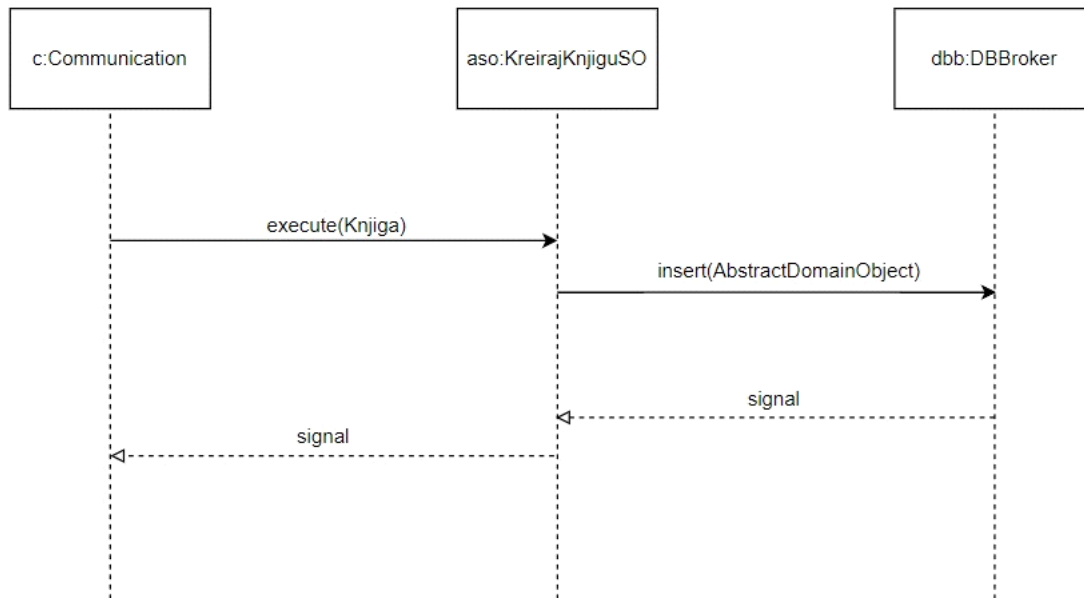 c:Communication
aso:KreirajKnjiguSO
dbb:DBBroker
execute(Knjiga)
insert(AbstractDomainObject)
signal
signal